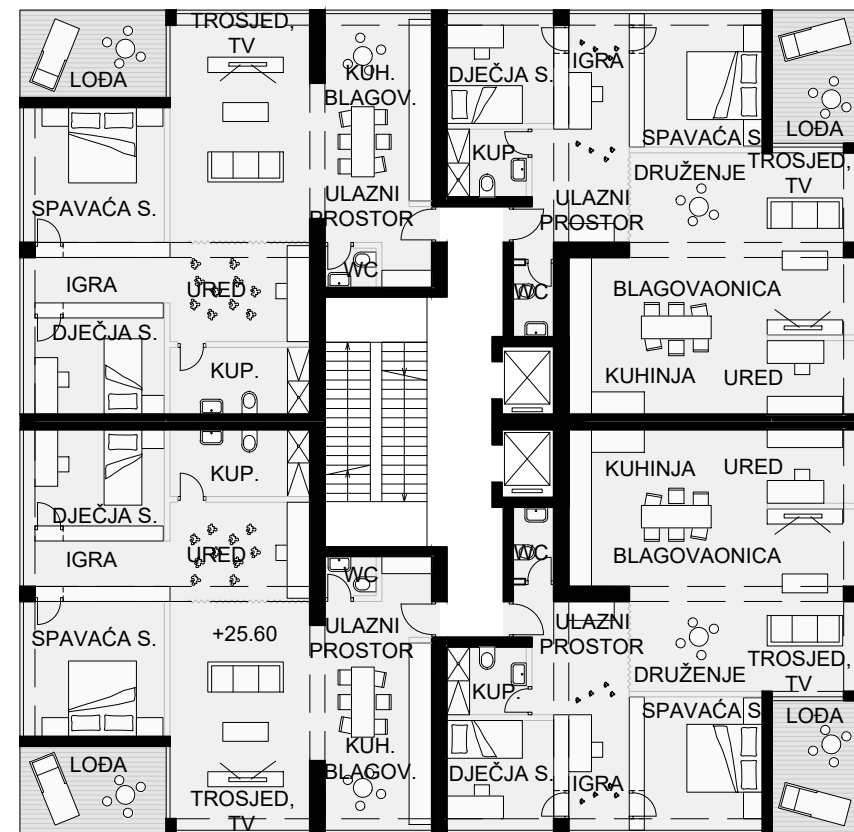 TROSJED,
TV
LOĐA
KUH.
BLAGOV.
DJEČJA S.
IGRA
SPAVAĆA S
LOĐA
KUP
DRUŽENJE
TROSJED,
TV
SPAVAĆA S.
ULAZNI
PROSTOR
ULAZNI
PROSTOR
WC
WC
IGRA
URED
BLAGOVAONICA
DJEČJA S.
KUP.
KUHINJA
URED
KUP.
KUHINJA
URED
DJEČJA S.
IGRA
URED
WC
WC
BLAGOVAONICA
SPAVAĆA S.
+25.60
ULAZNI
PROSTOR
ULAZNI
PROSTOR
DRUŽENJE
TROSJED,
TV
KUP.
SPAVAĆA S
LOĐA
LOĐA
KUH.
BLAGOV.
DJEČJA S.
IGRA
TROSJED,
TV